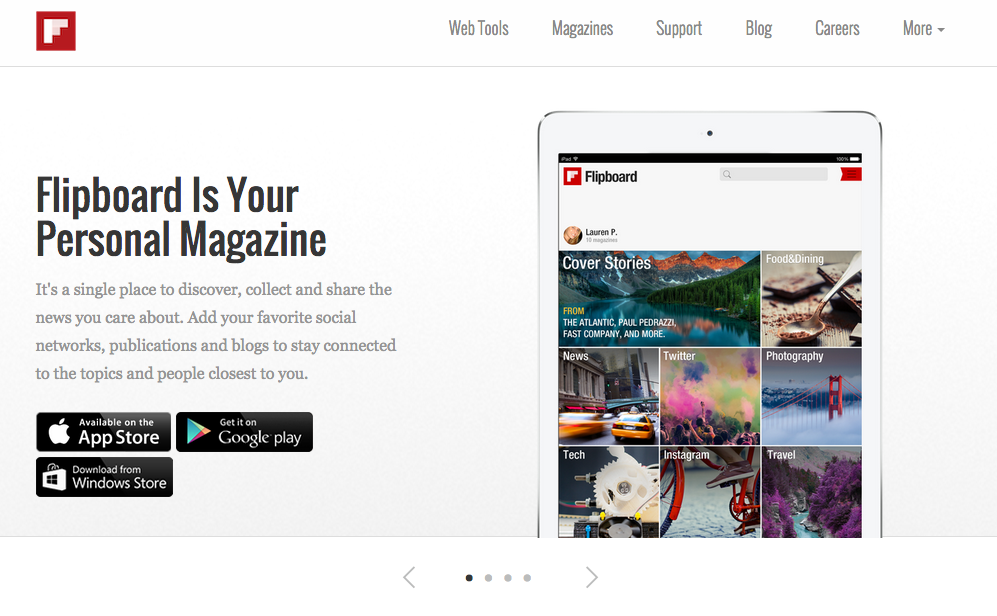 Web Tools
Magazines
Support
Blog
Careers
More
Flipboard Is Your
Personal Magazine
It's a single place to discover, collect and share the
news you care about. Add your favorite social
networks, publications and blogs to stay connected
to the topics and people closest to you.
Available on the
App Store
Get it on
Google play
Download from
Windows Store
iPad
100%
Flipboard
Lauren P.
10 magazines
Cover Stories
FROM
THE ATLANTIC, PAUL PEDRAZZI,
FAST COMPANY, AND MORE.
Food&Dining
News
Twitter
Photography
Tech
Instagram
Travel